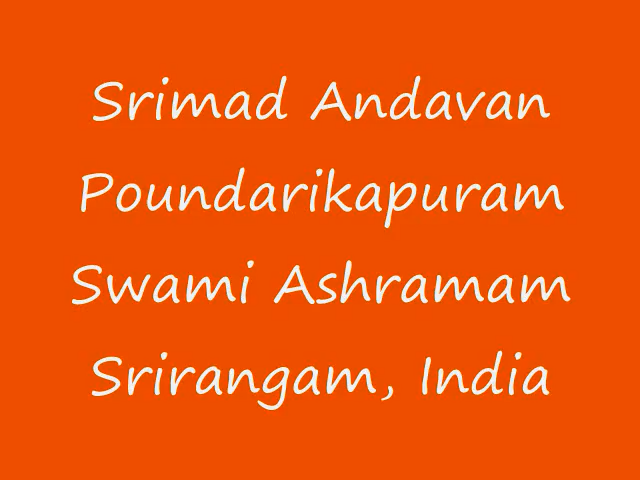 Srimad Andavan
Poundarikapuram
Swami Ashramam
Srirangam, India